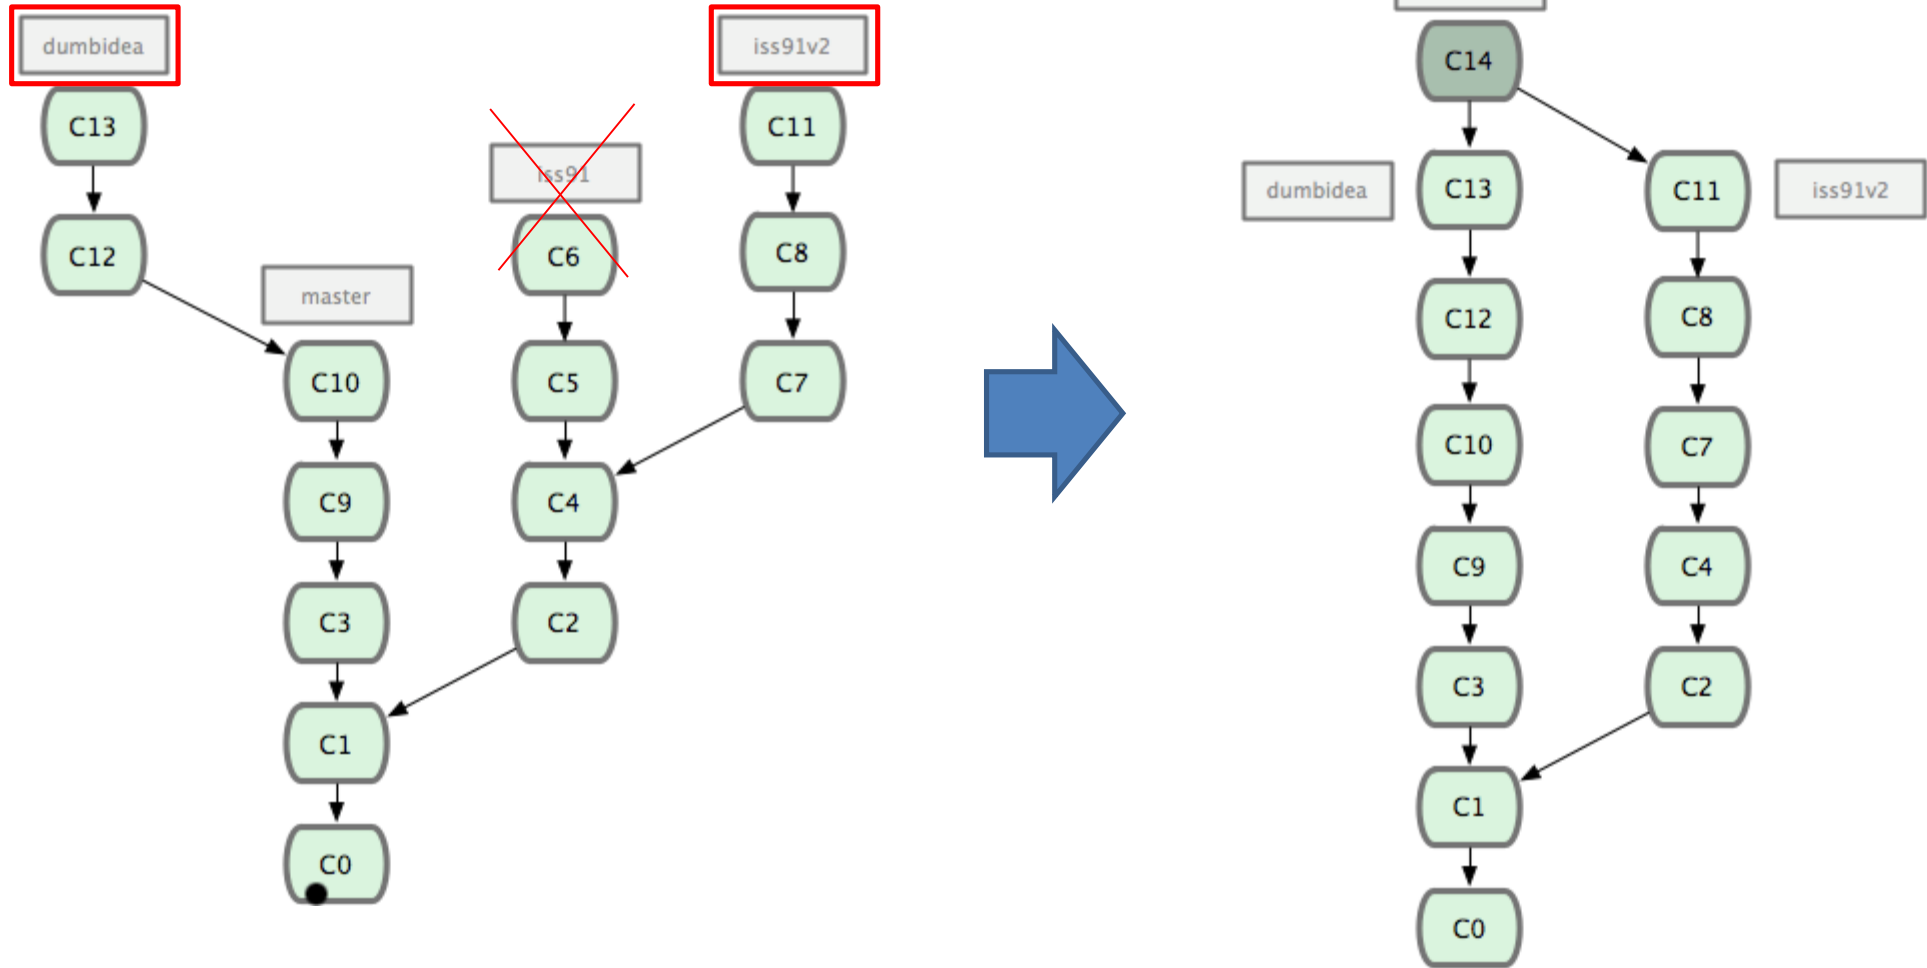 dumbidea
iss91v2
C13
C11
iss91
C12
C6
C8
master
C10
C5
C7
C9
C4
C3
C2
C1
C0
C14
dumbidea
C13
C11
iss91v2
C12
C8
C10
C7
C9
C4
C3
C2
C1
C0